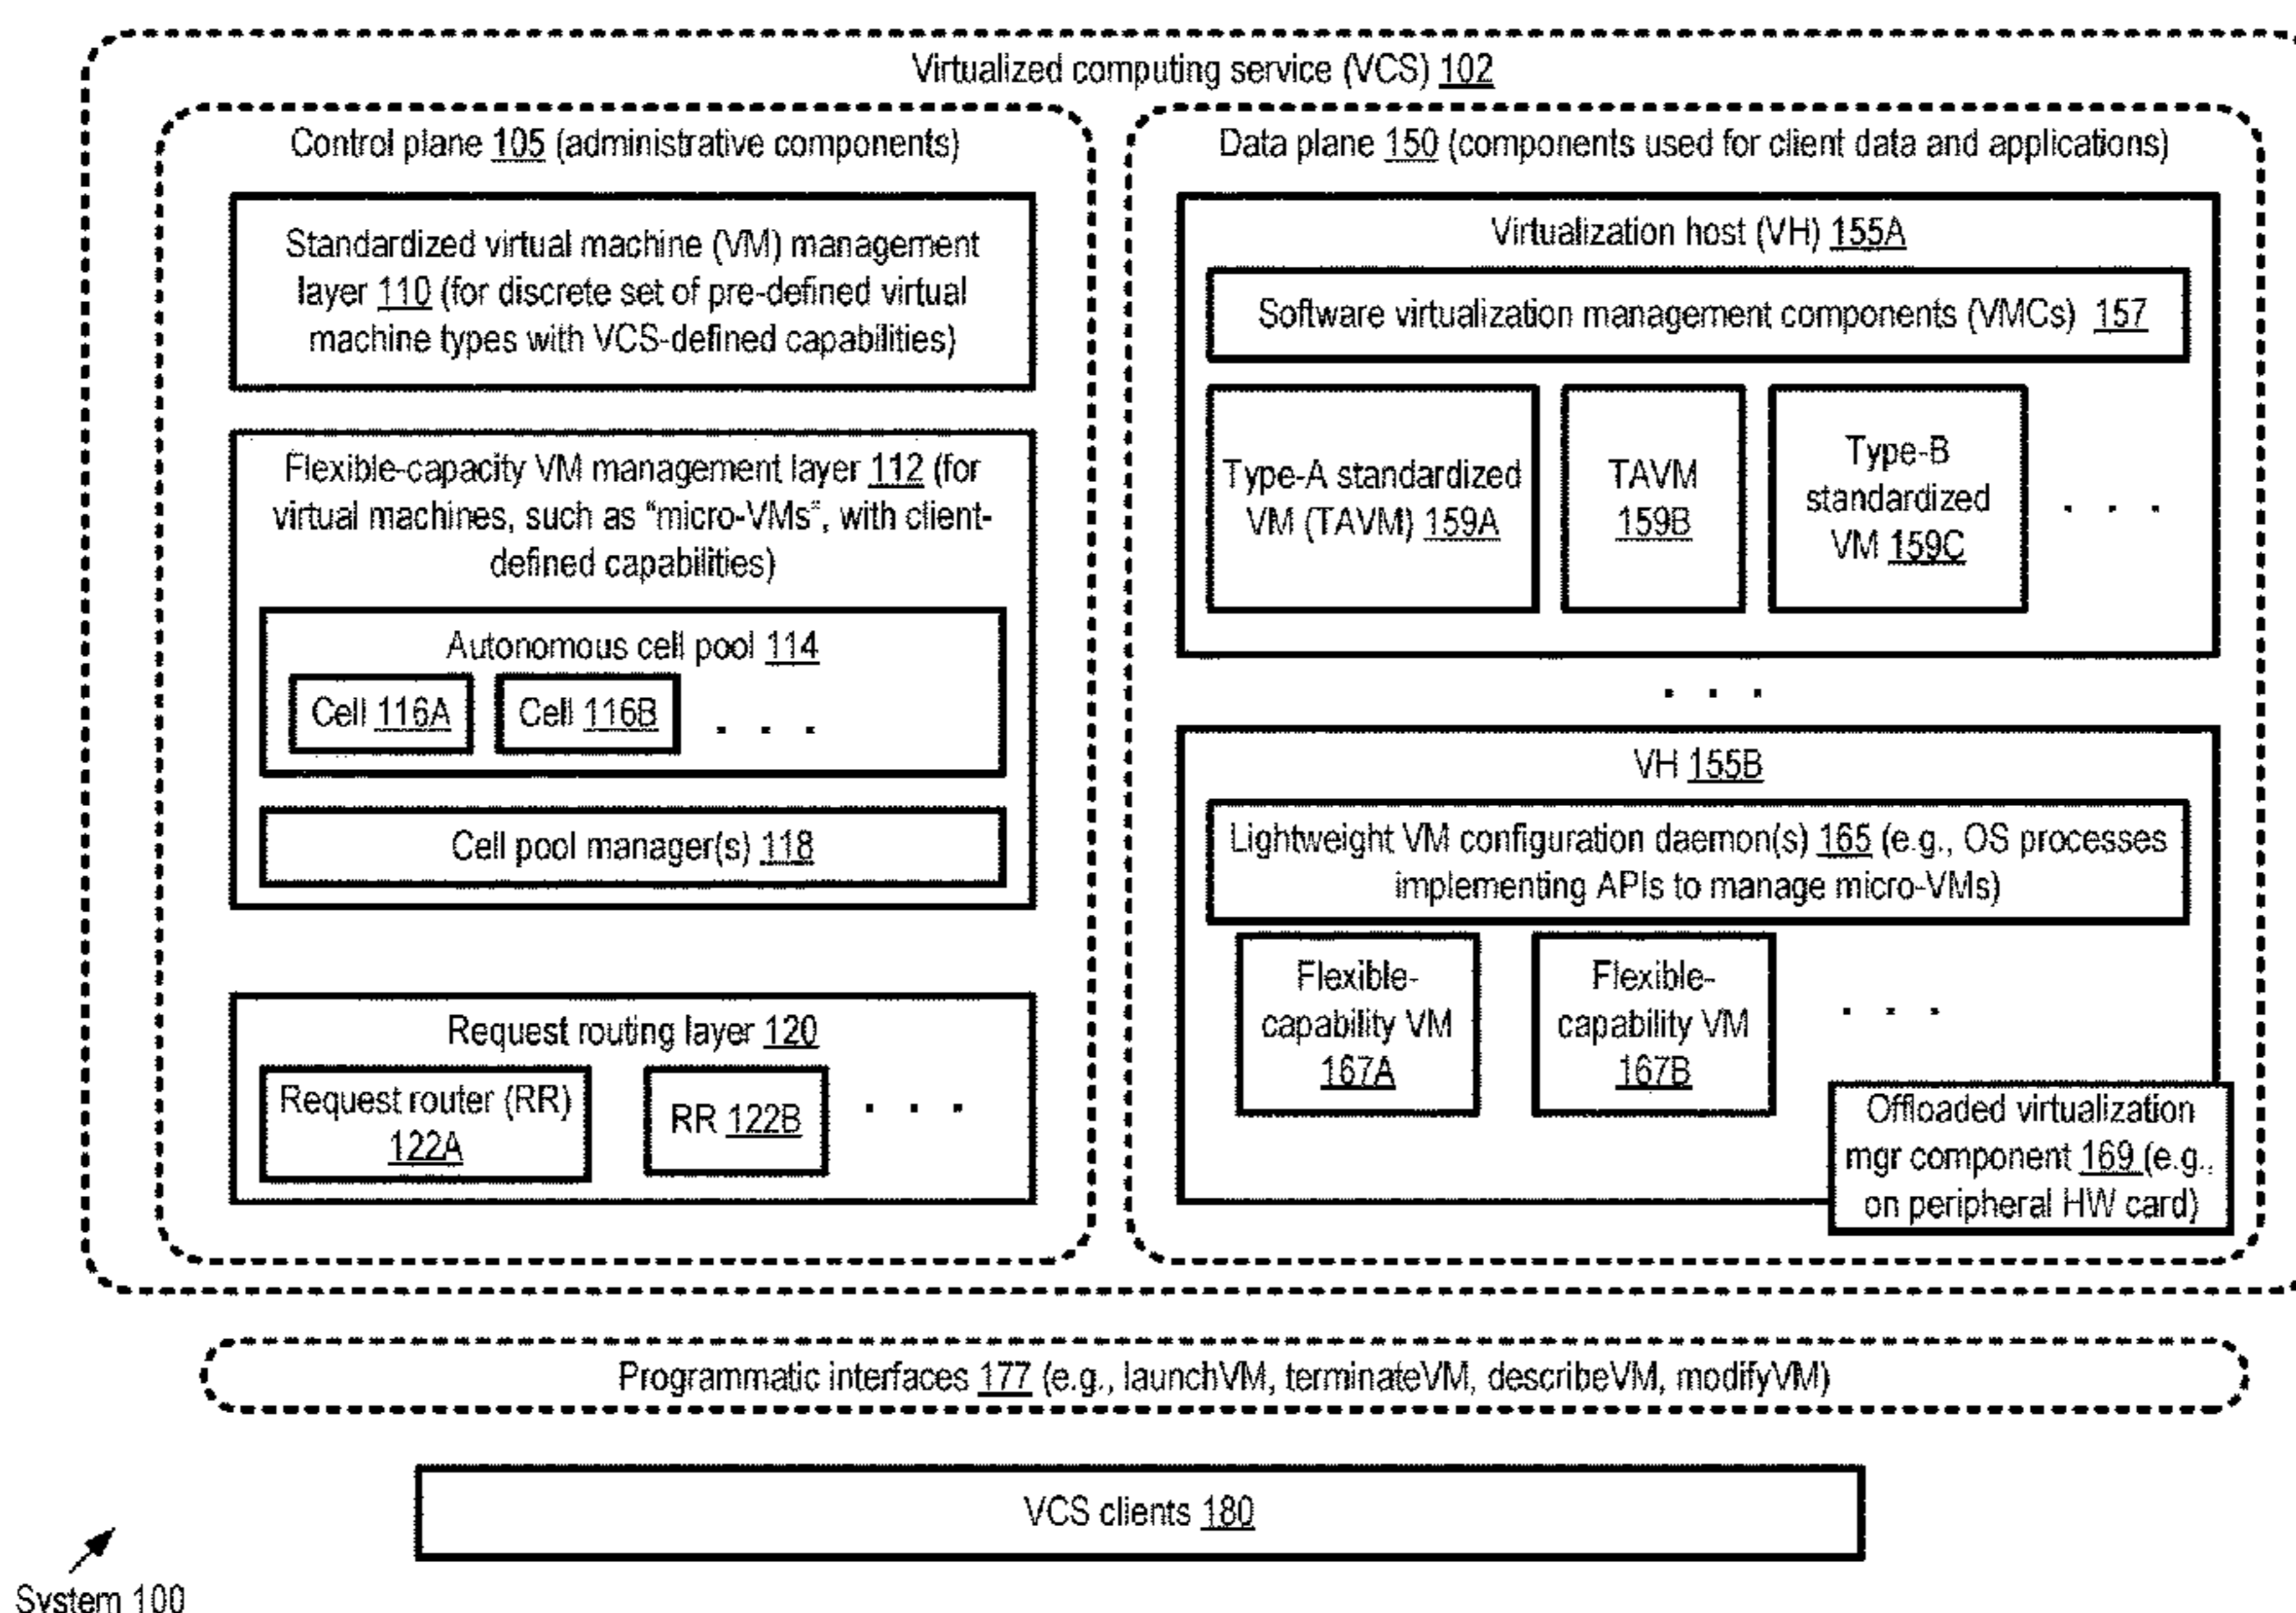 Virtualized computing service (VCS) 102
Control plane 105 (administrative components)
Standardized virtual machine (VM) management
layer 110 (for discrete set of pre-defined virtual
machine types with VCS-defined capabilities)
Flexible-capacity VM management layer 112 (for
virtual machines, such as “micro-VMs”, with client-
defined capabilities)
Autonomous cell pool 114
Cell 116A
Cell 116B
. . .
Cell pool manager(s) 118
Request routing layer 120
Request router (RR)
122A
RR 122B
. . .
Data plane 150 (components used for client data and applications)
Virtualization host (VH) 155A
Software virtualization management components (VMCs) 157
Type-A standardized
VM (TAVM) 159A
TAVM
159B
Type-B
standardized
VM 159C
. . .
. . .
VH 155B
Lightweight VM configuration daemon(s) 165 (e.g., OS processes
implementing APIs to manage micro-VMs)
Flexible-
capability VM
167A
Flexible-
capability VM
167B
. . .
Offloaded virtualization
mgr component 169 (e.g.,
on peripheral HW card)
Programmatic interfaces 177 (e.g., launchVM, terminateVM, describeVM, modifyVM)
VCS clients 180
System 100